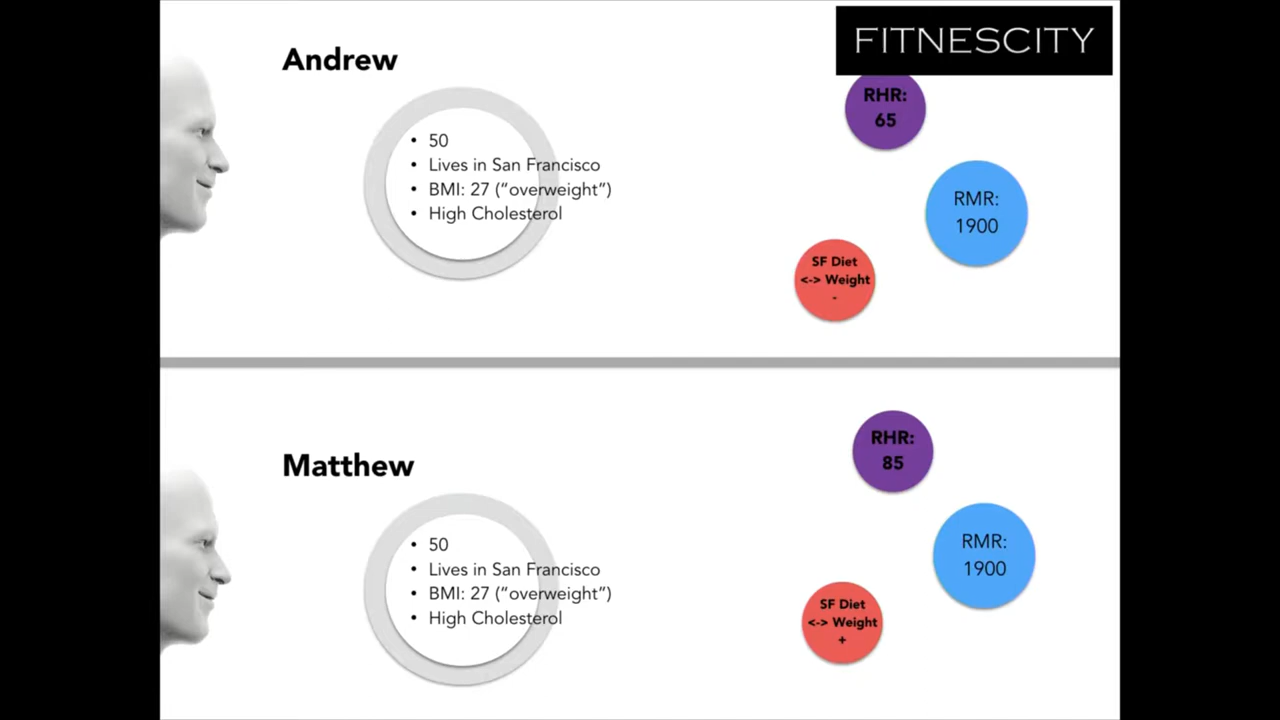 FITNESCITY
Andrew
• 50
• Lives in San Francisco
• BMI: 27 (“overweight”)
• High Cholesterol
RHR:
65
RMR:
1900
SF Diet
<-> Weight
-
Matthew
• 50
• Lives in San Francisco
• BMI: 27 (“overweight”)
• High Cholesterol
RHR:
85
RMR:
1900
SF Diet
<-> Weight
+